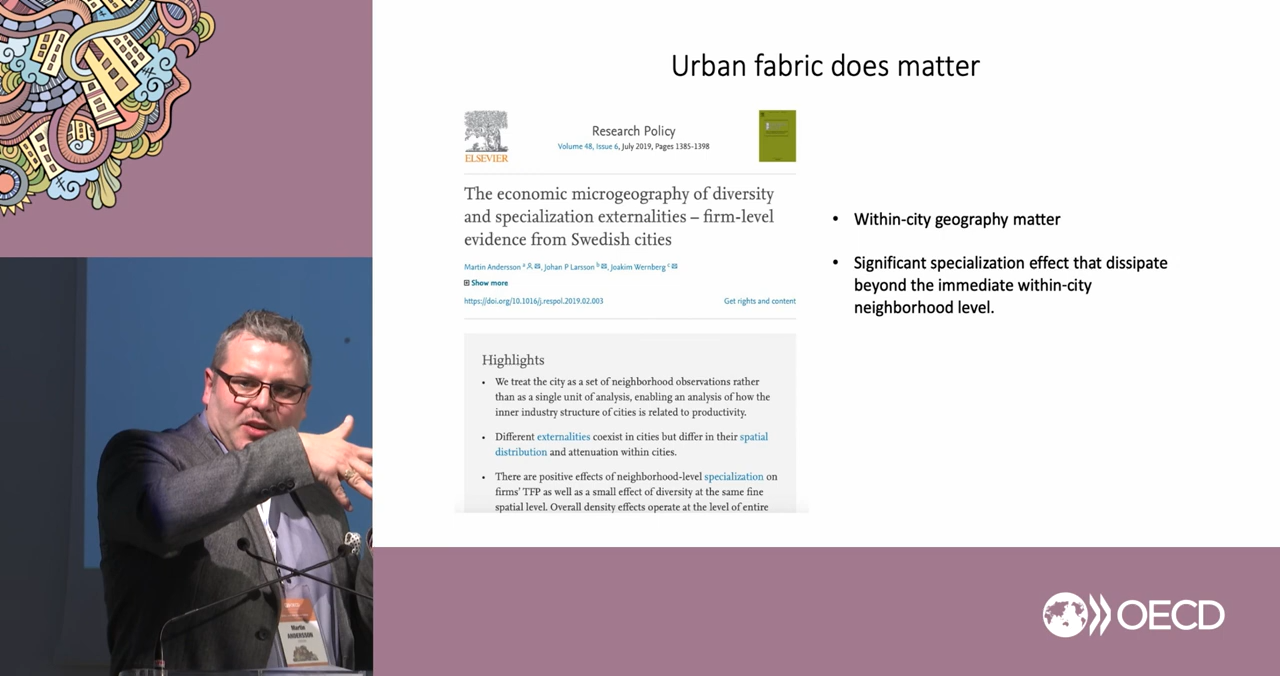 Urban fabric does matter
ELSEVIER
Research Policy
Volume 48, Issue 6, July 2019, Pages 1385-1398
The economic microgeography of diversity
and specialization externalities – firm-level
evidence from Swedish cities
Martin Andersson a, Johan P Larsson b, Joakim Wernberg c
Show more
https://doi.org/10.1016/j.respol.2019.02.003 Get rights and content
Highlights
• We treat the city as a set of neighborhood observations rather
than as a single unit of analysis, enabling an analysis of how the
inner industry structure of cities is related to productivity.
• Different externalities coexist in cities but differ in their spatial
distribution and attenuation within cities.
• There are positive effects of neighborhood-level specialization on
firms' TFP as well as a small effect of diversity at the same fine
spatial level. Overall density effects operate at the level of entire
• Within-city geography matter
• Significant specialization effect that dissipate
beyond the immediate within-city
neighborhood level.
Martin
ANDERSSON
OECD